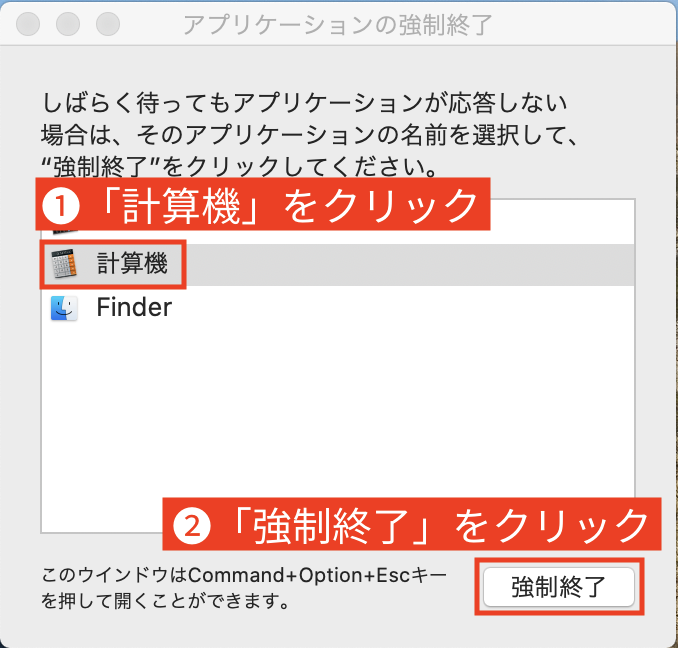 アプリケーションの強制終了
しばらく待ってもアプリケーションが応答しない
場合は、そのアプリケーションの名前を選択して、
“強制終了”をクリックしてください。
❶「計算機」をクリック
計算機
Finder
❷「強制終了」をクリック
このウインドウはCommand+Option+Escキー
を押して開くことができます。
強制終了